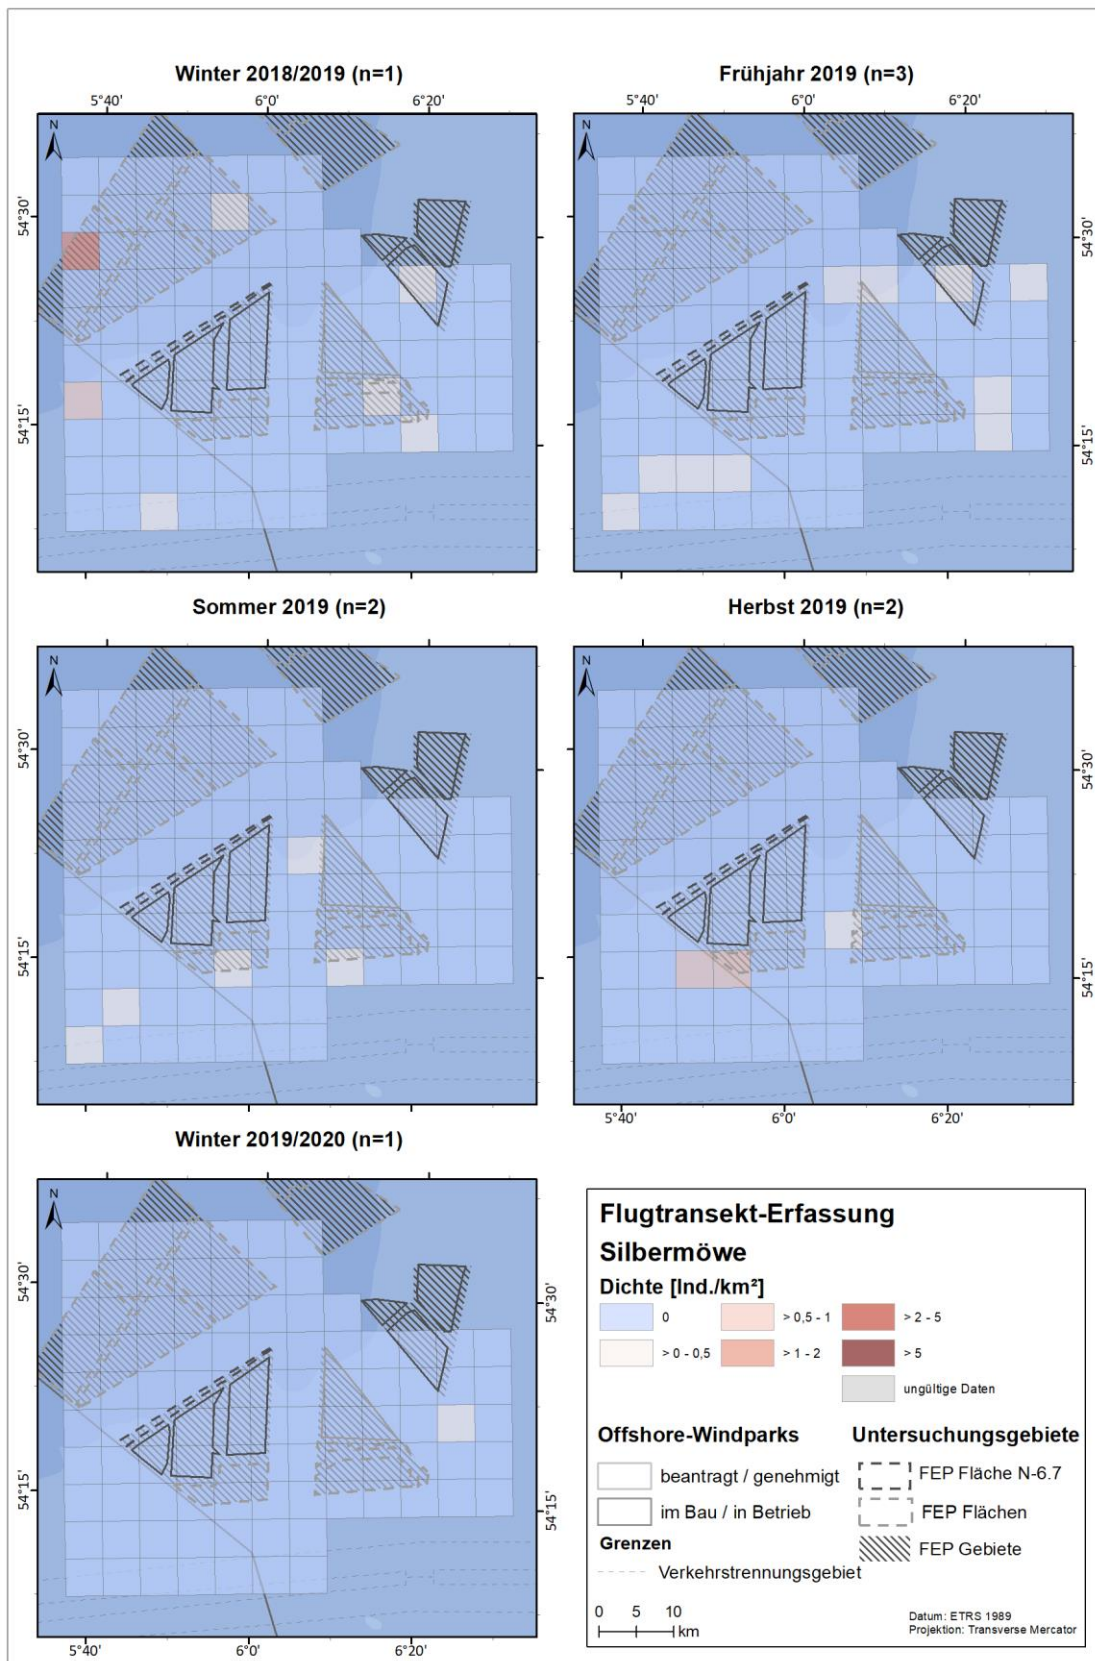 Winter 2018/2019 (n=1)
Frühjahr 2019 (n=3)
5°40'
6°0'
6°20'
5°40'
6°0'
6°20'
N
N
54°30'
54°30'
54°15'
54°15'
Sommer 2019 (n=2)
Herbst 2019 (n=2)
N
N
54°30'
54°30'
54°15'
54°15'
5°40'
6°0'
6°20'
Winter 2019/2020 (n=1)
N
54°30'
54°30'
54°15'
54°15'
5°40'
6°0'
6°20'
Flugtransekt-Erfassung
Silbermöwe
Dichte [Ind./km²]
0
> 0,5 - 1
> 2 - 5
> 0 - 0,5
> 1 - 2
> 5
ungültige Daten
Offshore-Windparks
Untersuchungsgebiete
beantragt / genehmigt
FEP Fläche N-6.7
im Bau / in Betrieb
FEP Flächen
Grenzen
FEP Gebiete
Verkehrstrennungsgebiet
0 5 10
km
Datum: ETRS 1989
Projektion: Transverse Mercator